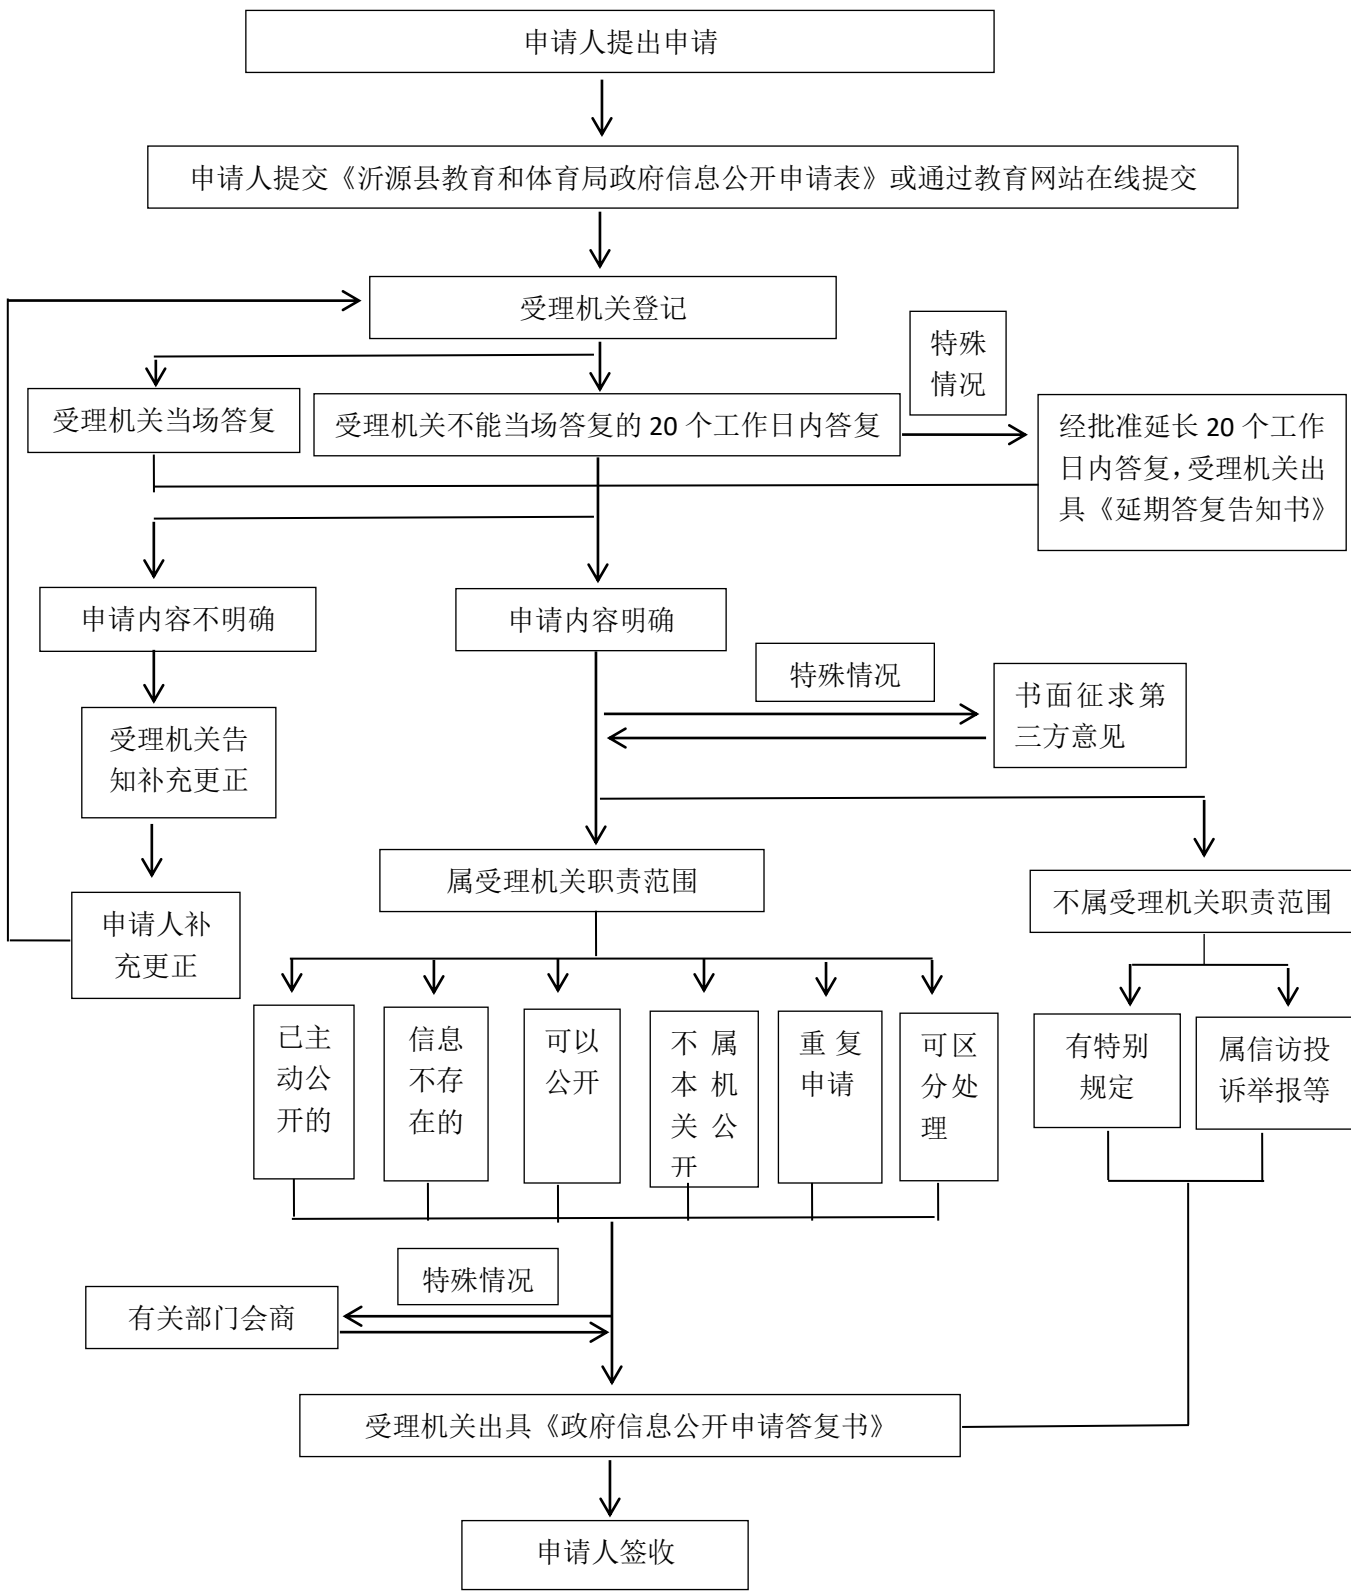 申请人提出申请
申请人提交《沂源县教育和体育局政府信息公开申请表》或通过教育网站在线提交
受理机关登记
特殊
情况
受理机关当场答复
受理机关不能当场答复的 20 个工作日内答复
经批准延长 20 个工作
日内答复，受理机关出
具《延期答复告知书》
申请内容不明确
申请内容明确
特殊情况
书面征求第
三方意见
受理机关告
知补充更正
属受理机关职责范围
不属受理机关职责范围
申请人补
充更正
已主
动公
开的
信息
不存
在的
可以
公开
不属
本机
关公
开
重复
申请
可区
分处
理
有特别
规定
属信访投
诉举报等
特殊情况
有关部门会商
受理机关出具《政府信息公开申请答复书》
申请人签收